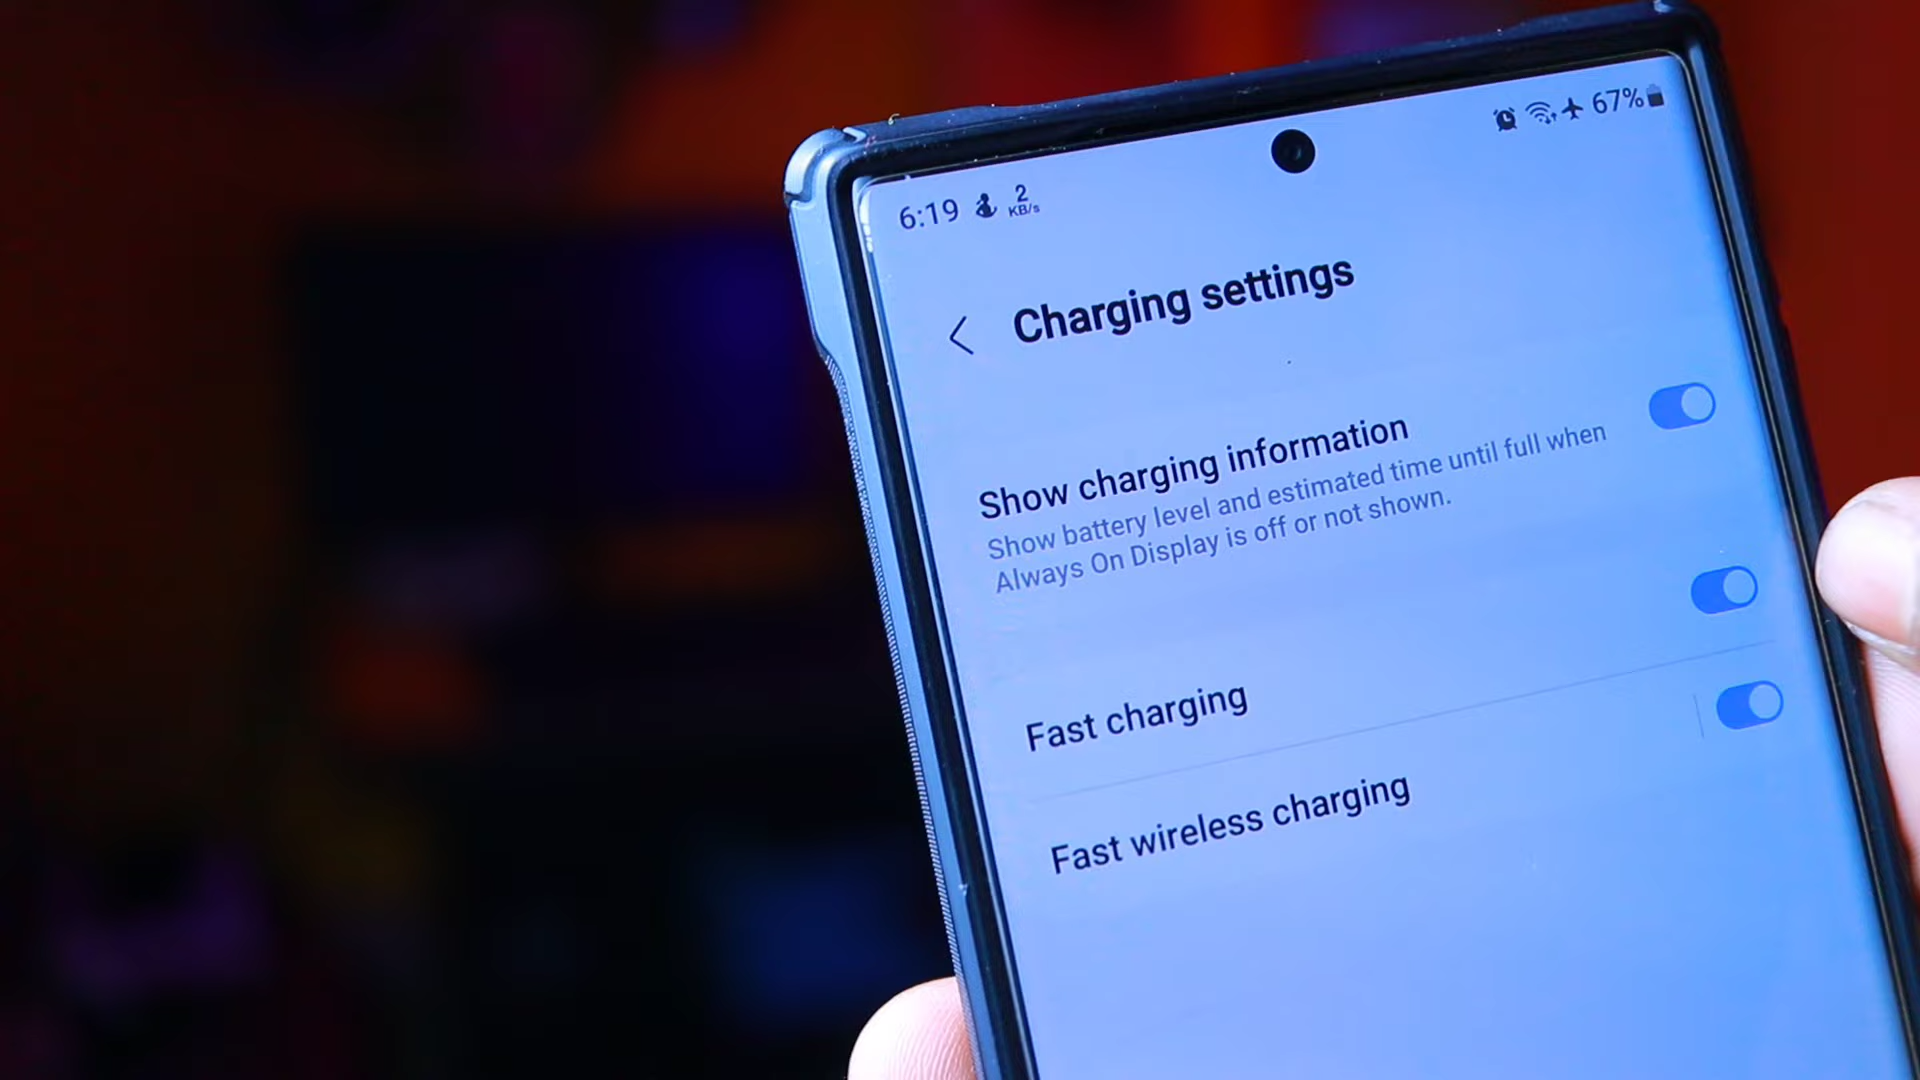 6:19 2 KB/s 67%
Charging settings
Show charging information
Show battery level and estimated time until full when
Always On Display is off or not shown.
Fast charging
Fast wireless charging